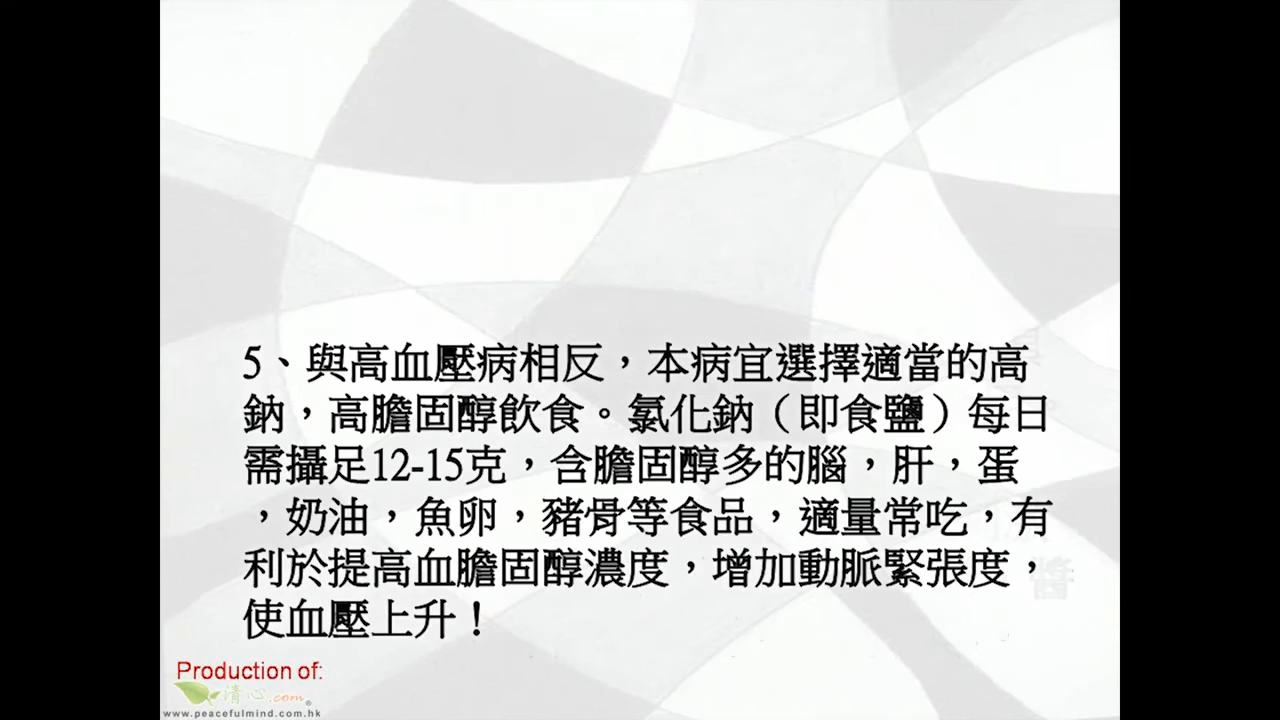 5、與高血壓病相反，本病宜選擇適當的高
鈉，高膽固醇飲食。氯化鈉（即食鹽）每日
需攝足12-15克，含膽固醇多的腦，肝，蛋
，奶油，魚卵，豬骨等食品，適量常吃，有
利於提高血膽固醇濃度，增加動脈緊張度，
使血壓上升！
醬
Production of:
清心.com®
www.peacefulmind.com.hk